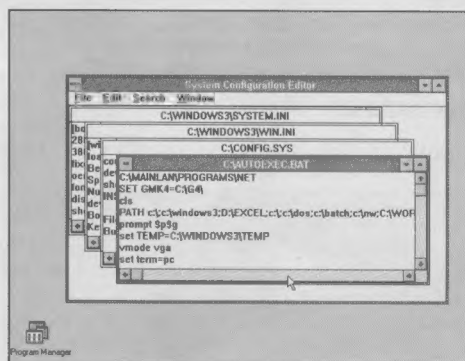 System Configuration Editor
File Edit Search Window
C:\WINDOWS3\SYSTEM.INI
C:\WINDOWS3\WIN.INI
C:\CONFIG.SYS
C:\AUTOEXEC.BAT
C:\MAINLAN\PROGRAMS\NET
SET GMK4=C:\G4\
cls
PATH c:\;c:\windows3;D:\EXCEL;c:\;c:\dos;c:\batch;c:\nw;C:\WOF
prompt $p$g
set TEMP=C:\WINDOWS3\TEMP
vmode vga
set term=pc
Program Manager